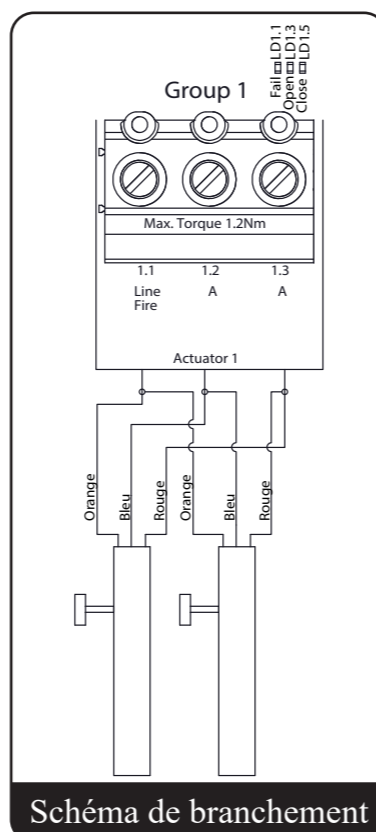 Fail LD1.1
Open LD1.3
Close LD1.5
Group 1
Max. Torque 1.2Nm
1.1 1.2 1.3
Line A A
Fire
Actuator 1
Orange Bleu Rouge Orange Bleu Rouge
Schéma de branchement